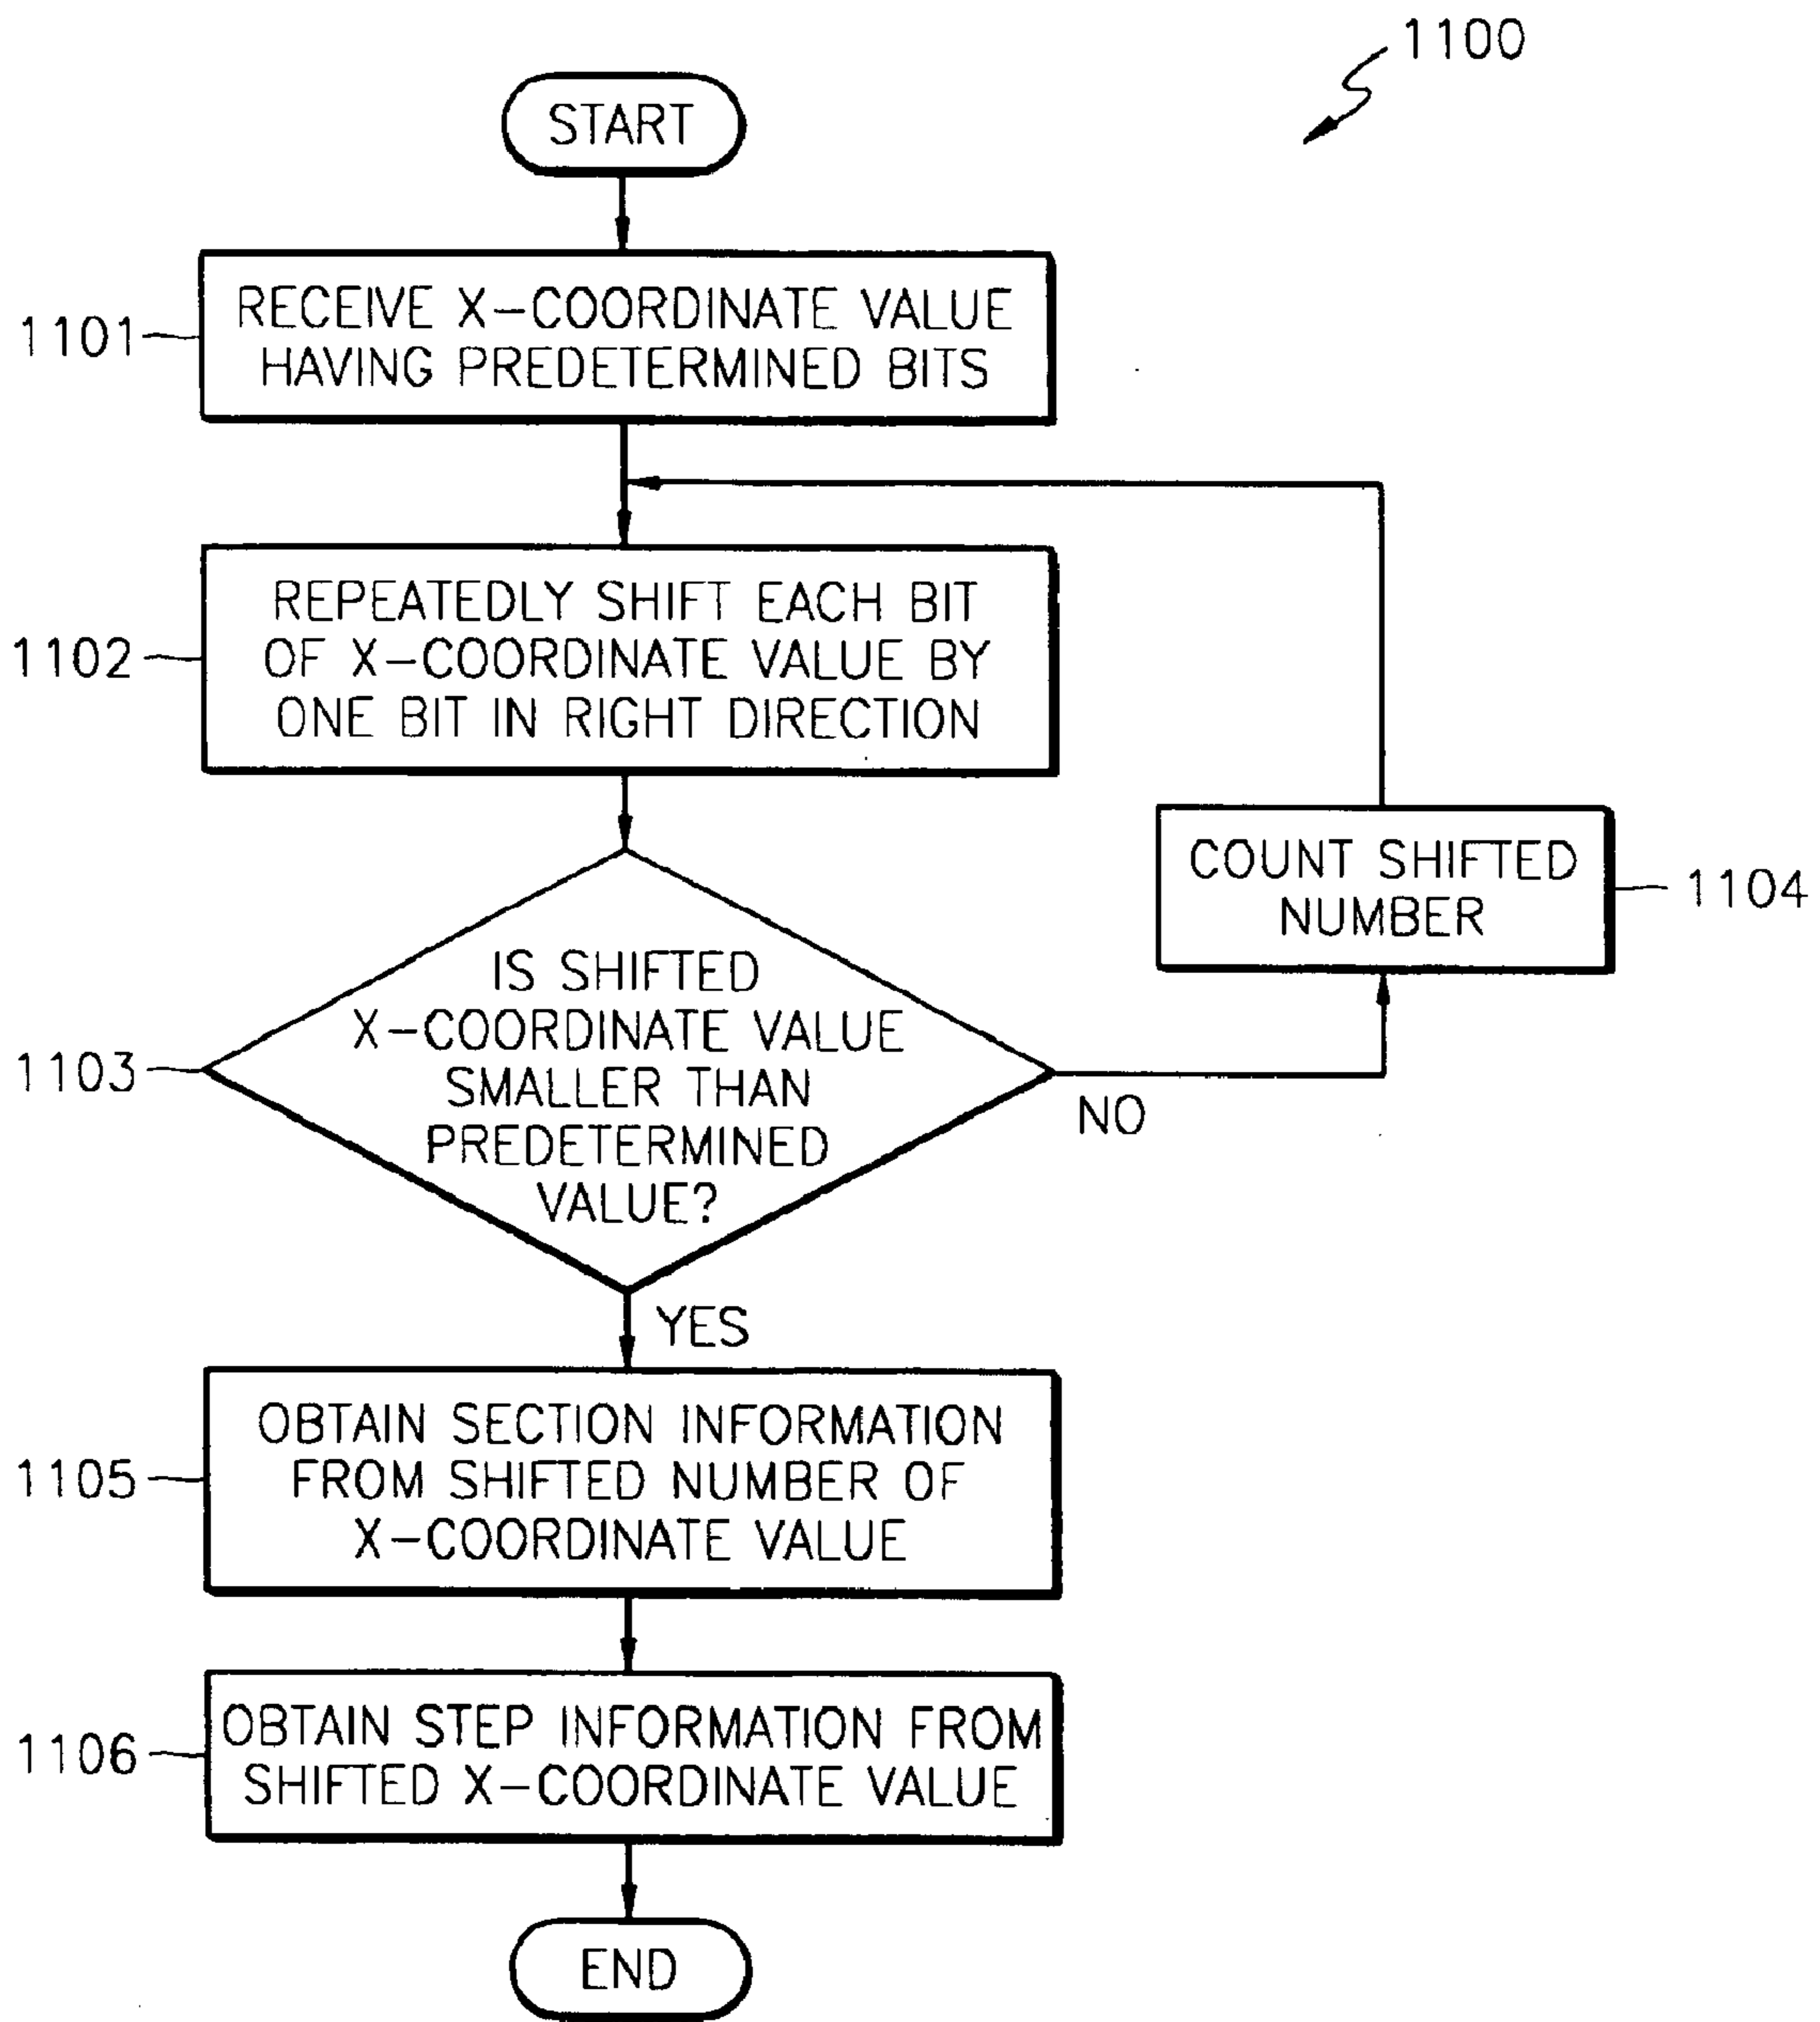 1100
START
1101
RECEIVE X-COORDINATE VALUE
HAVING PREDETERMINED BITS
1102
REPEATEDLY SHIFT EACH BIT
OF X-COORDINATE VALUE BY
ONE BIT IN RIGHT DIRECTION
COUNT SHIFTED
NUMBER
1104
1103
IS SHIFTED
X-COORDINATE VALUE
SMALLER THAN
PREDETERMINED
VALUE?
NO
YES
1105
OBTAIN SECTION INFORMATION
FROM SHIFTED NUMBER OF
X-COORDINATE VALUE
1106
OBTAIN STEP INFORMATION FROM
SHIFTED X-COORDINATE VALUE
END